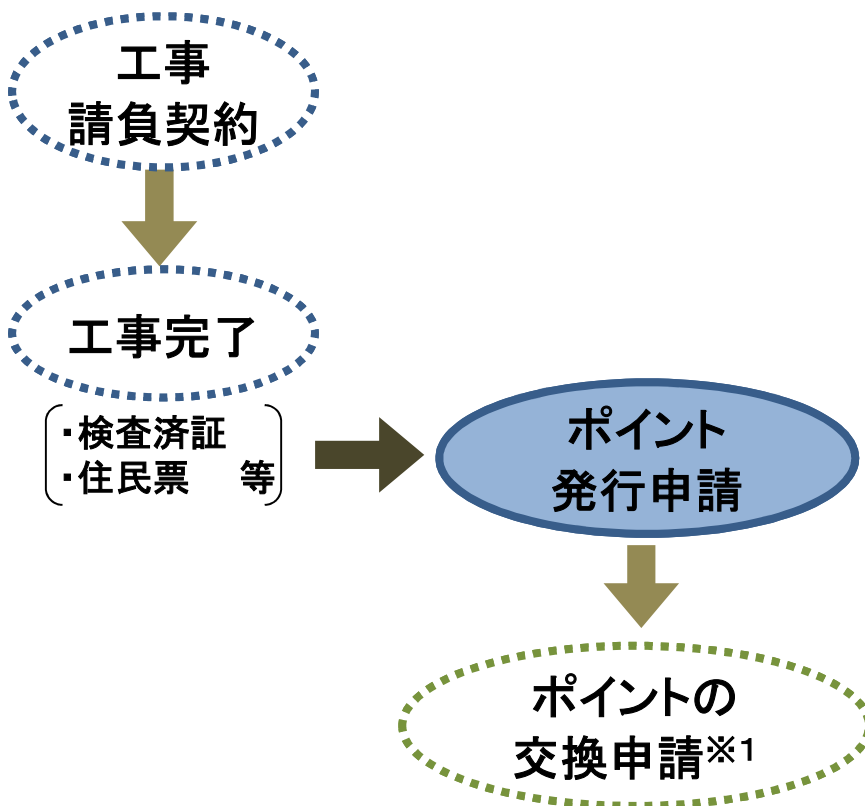 工事
請負契約
工事完了
・検査済証
・住民票　等
ポイント
発行申請
ポイントの
交換申請※1